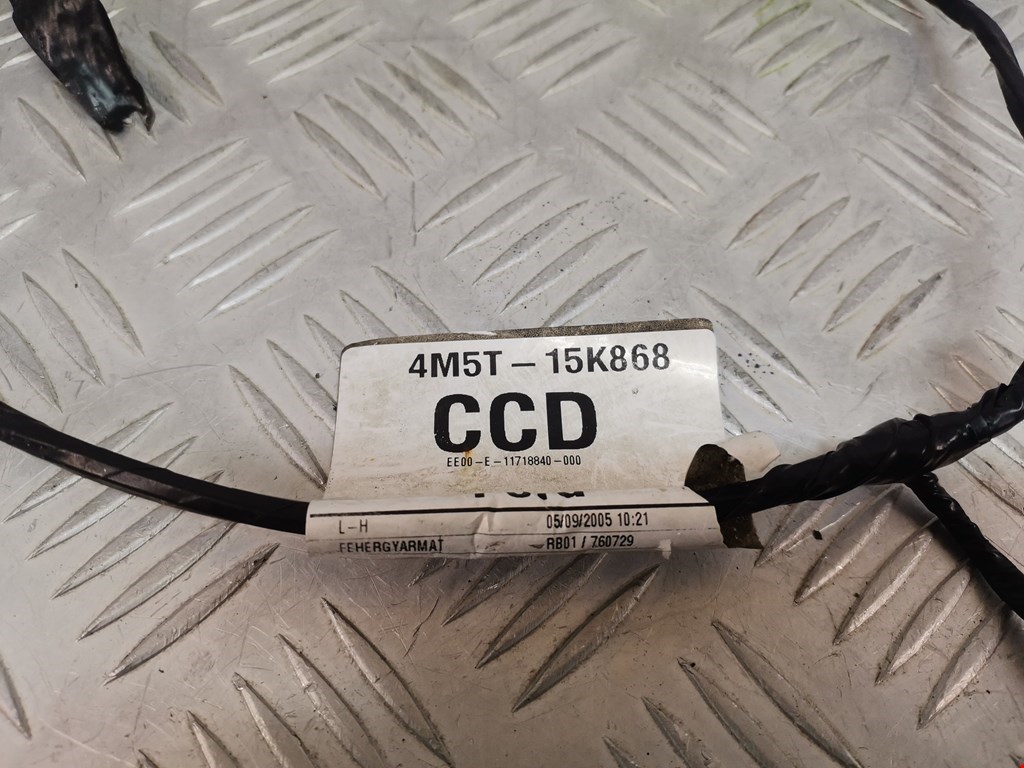 4M5T – 15K868
CCD
EE00-E-11718840-000
L-H 05/09/2005 10:21
FEHERGYARMAT RB01 / 760729